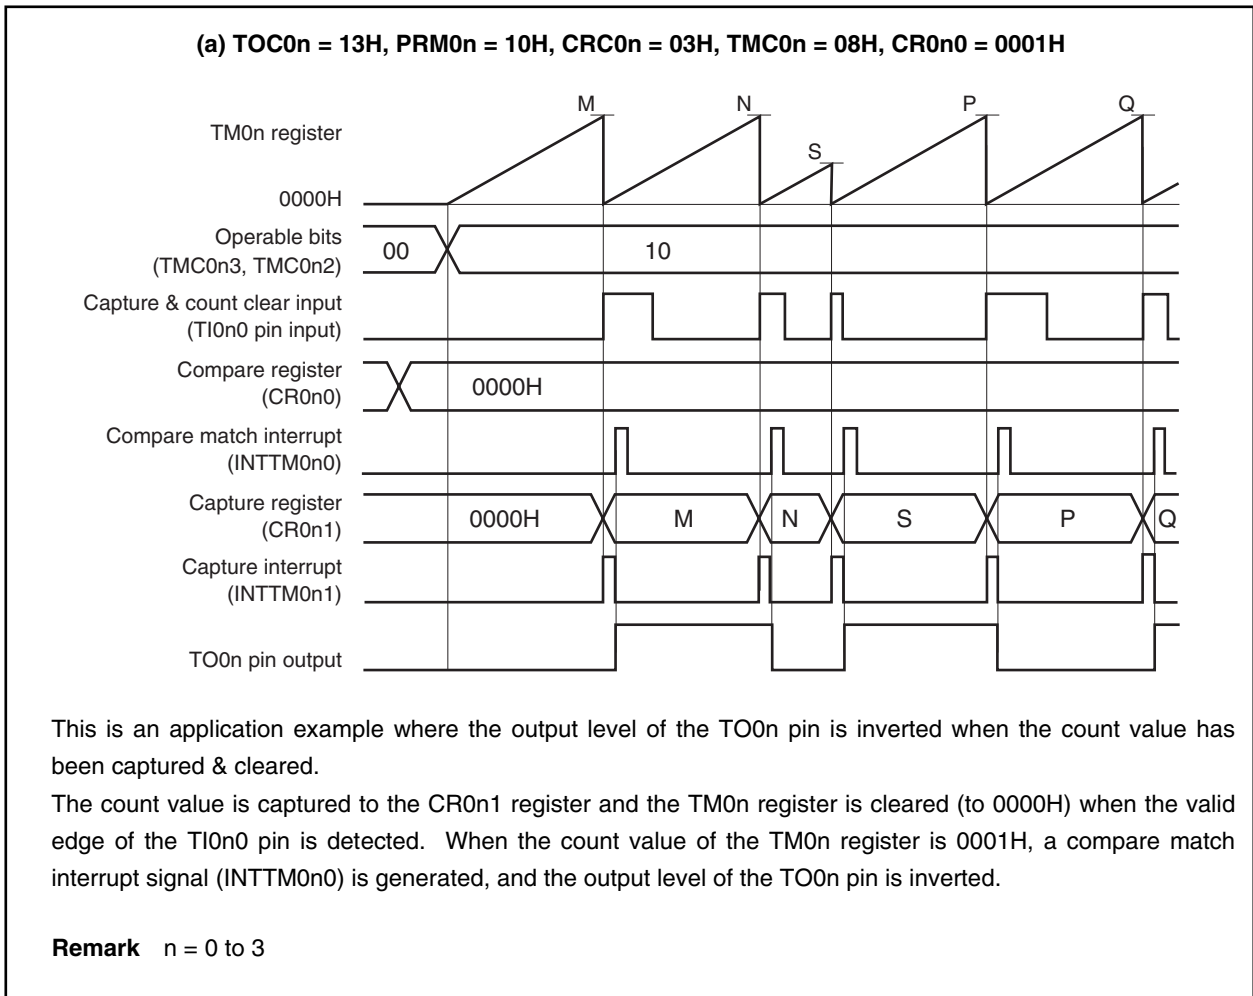 (a) TOC0n = 13H, PRM0n = 10H, CRC0n = 03H, TMC0n = 08H, CR0n0 = 0001H
M
N
S
P
Q
TM0n register
0000H
Operable bits
(TMC0n3, TMC0n2)
00
10
Capture & count clear input
(TI0n0 pin input)
Compare register
(CR0n0)
0000H
Compare match interrupt
(INTTM0n0)
Capture register
(CR0n1)
0000H
M
N
S
P
Q
Capture interrupt
(INTTM0n1)
TO0n pin output
This is an application example where the output level of the TO0n pin is inverted when the count value has
been captured & cleared.
The count value is captured to the CR0n1 register and the TM0n register is cleared (to 0000H) when the valid
edge of the TI0n0 pin is detected. When the count value of the TM0n register is 0001H, a compare match
interrupt signal (INTTM0n0) is generated, and the output level of the TO0n pin is inverted.
Remark n = 0 to 3